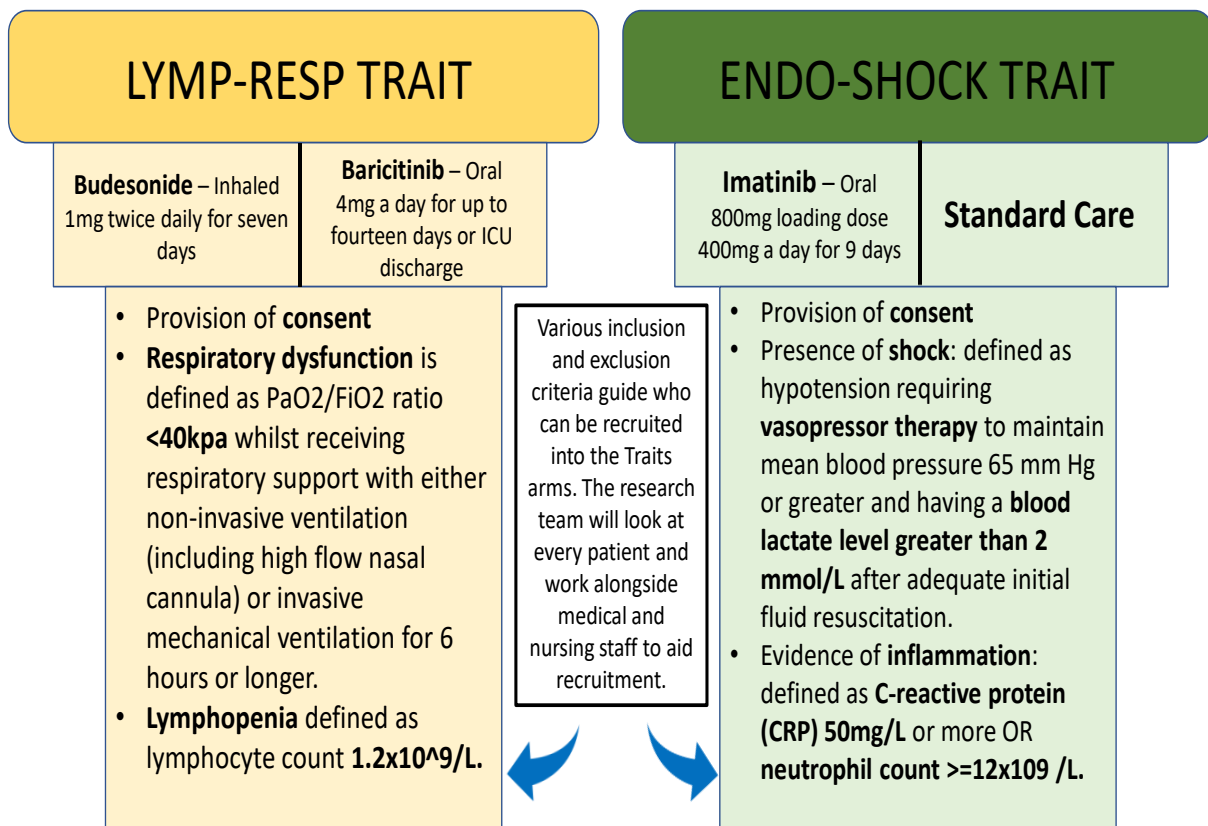 LYMP-RESP TRAIT
Budesonide – Inhaled
1mg twice daily for seven
days
Baricitinib – Oral
4mg a day for up to
fourteen days or ICU
discharge
• Provision of consent
• Respiratory dysfunction is
defined as PaO2/FiO2 ratio
<40kpa whilst receiving
respiratory support with either
non-invasive ventilation
(including high flow nasal
cannula) or invasive
mechanical ventilation for 6
hours or longer.
• Lymphopenia defined as
lymphocyte count 1.2x10^9/L.
Various inclusion
and exclusion
criteria guide who
can be recruited
into the Traits
arms. The research
team will look at
every patient and
work alongside
medical and
nursing staff to aid
recruitment.
ENDO-SHOCK TRAIT
Imatinib – Oral
800mg loading dose
400mg a day for 9 days
Standard Care
• Provision of consent
• Presence of shock: defined as
hypotension requiring
vasopressor therapy to maintain
mean blood pressure 65 mm Hg
or greater and having a blood
lactate level greater than 2
mmol/L after adequate initial
fluid resuscitation.
• Evidence of inflammation:
defined as C-reactive protein
(CRP) 50mg/L or more OR
neutrophil count >=12x109 /L.